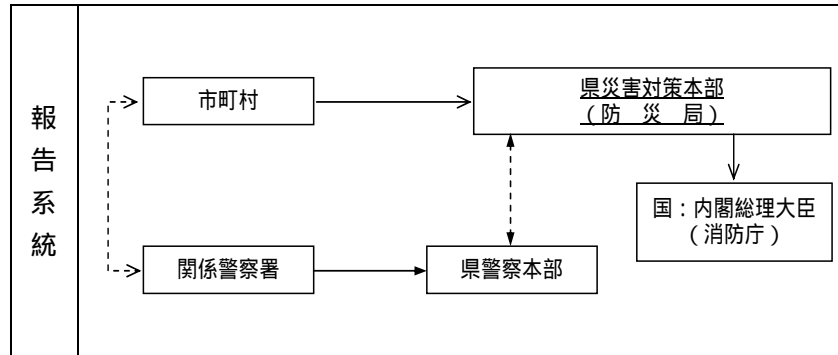 報告系統
市町村
県災害対策本部
（防　災　局）
国：内閣総理大臣
（消防庁）
関係警察署
県警察本部